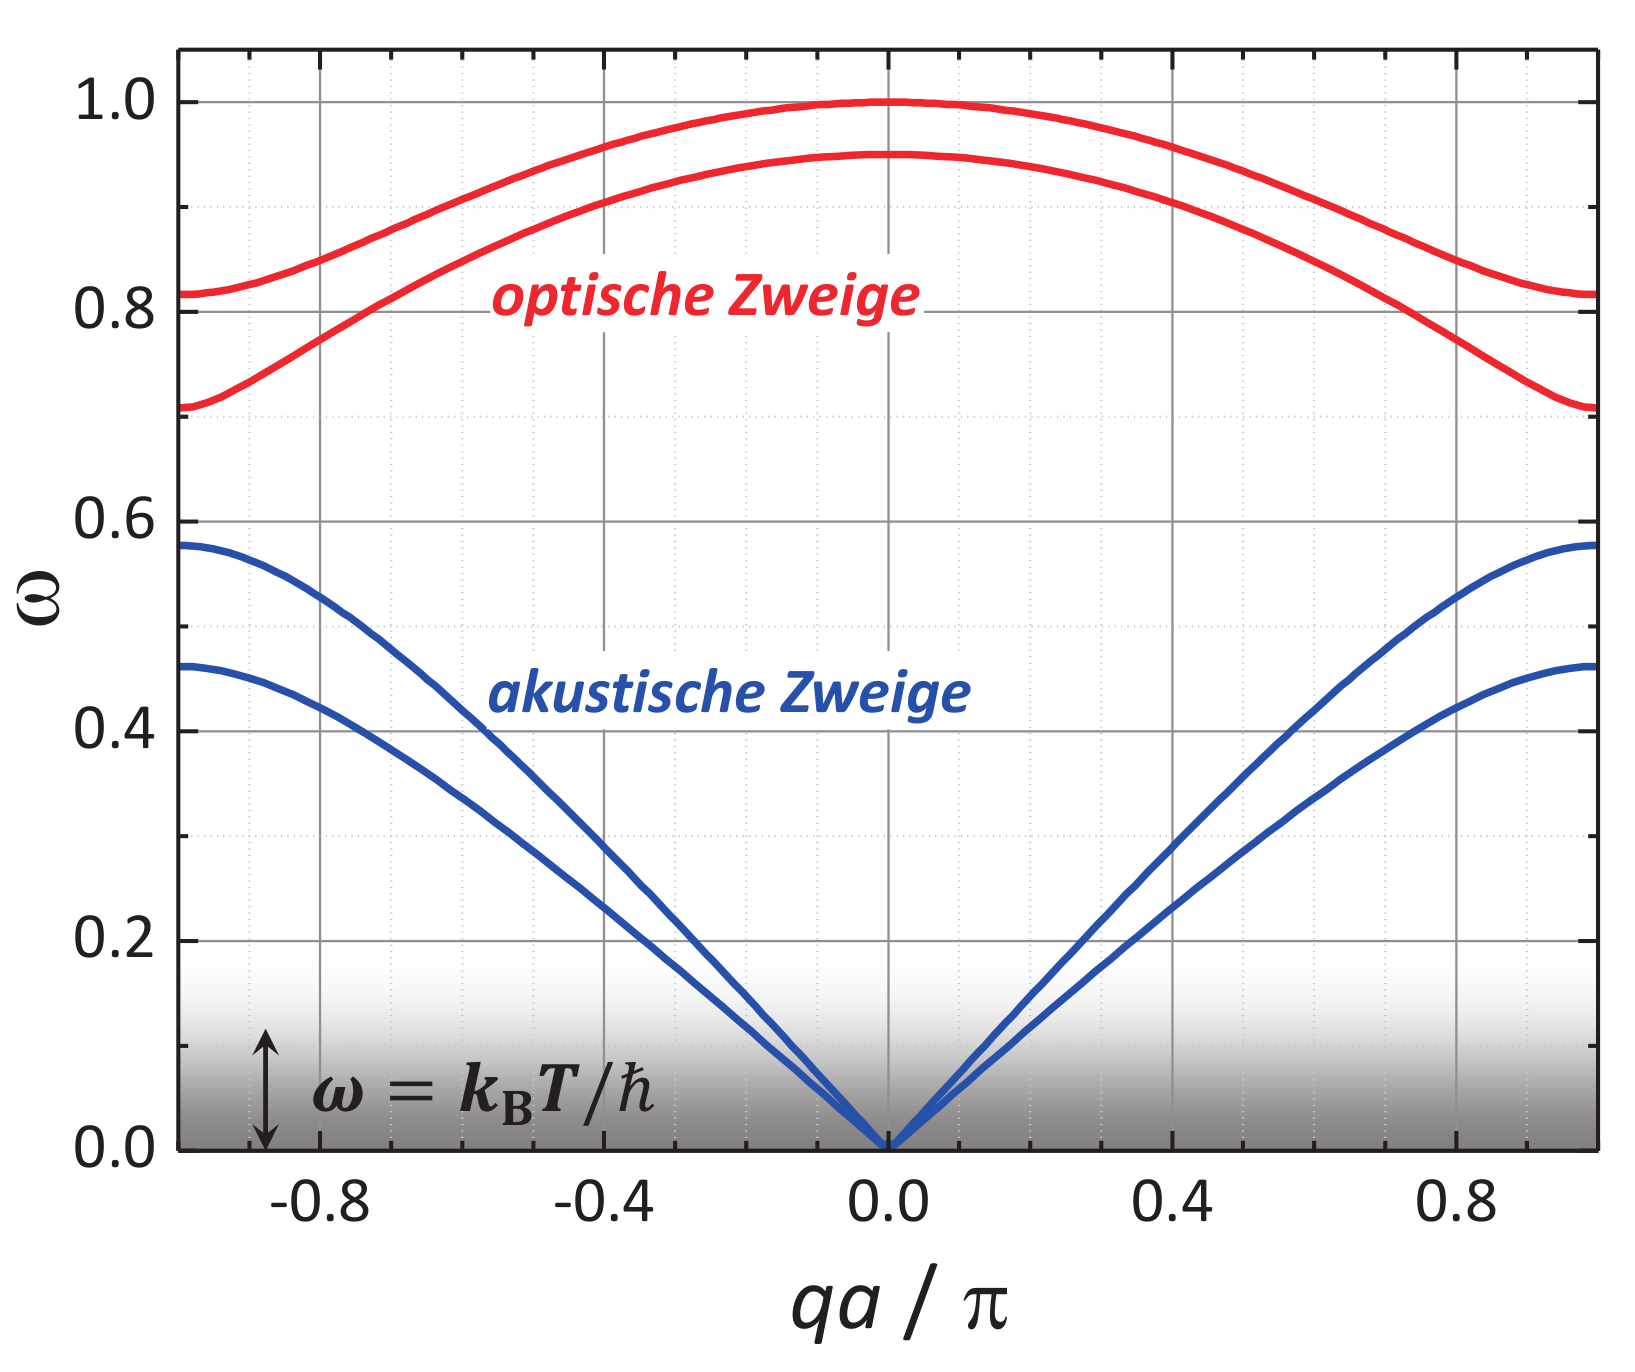 1.0
0.8
0.6
0.4
0.2
0.0
ω
optische Zweige
akustische Zweige
ω = k_BT/ħ
-0.8 -0.4 0.0 0.4 0.8
qa / π